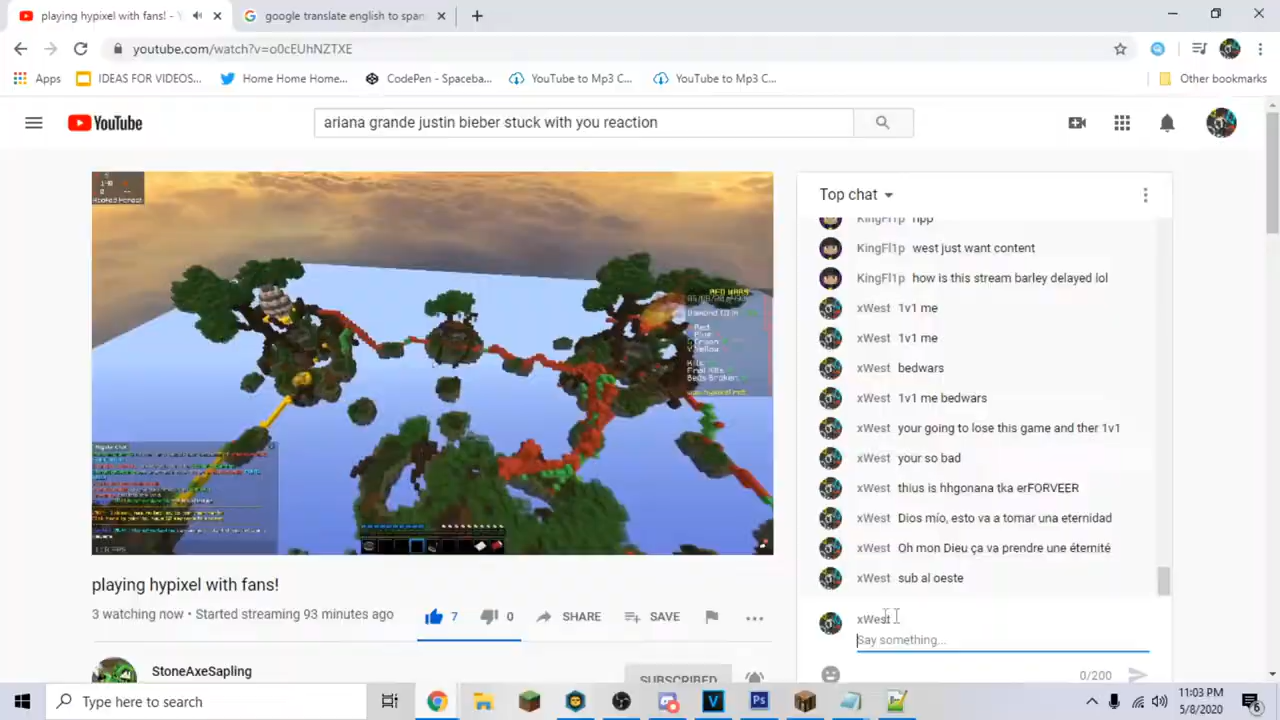 playing hypixel with fans! - Y
google translate english to span
youtube.com/watch?v=o0cEUhNZTXE
Apps
IDEAS FOR VIDEOS...
Home Home Home...
CodePen - Spaceba...
YouTube to Mp3 C...
YouTube to Mp3 C...
Other bookmarks
YouTube
ariana grande justin bieber stuck with you reaction
Top chat
KingFl1p ripp
KingFl1p west just want content
KingFl1p how is this stream barley delayed lol
xWest 1v1 me
xWest 1v1 me
xWest bedwars
xWest 1v1 me bedwars
xWest your going to lose this game and ther 1v1
xWest your so bad
xWest thius is hhgonana tka erFORVEER
xWest Dios mío, esto va a tomar una eternidad
xWest Oh mon Dieu ça va prendre une éternité
xWest sub al oeste
xWest
Say something...
0/200
BED WARS
playing hypixel with fans!
3 watching now • Started streaming 93 minutes ago
7
0
SHARE
SAVE
StoneAxeSapling
SUBSCRIBED
Type here to search
11:03 PM
5/8/2020
6